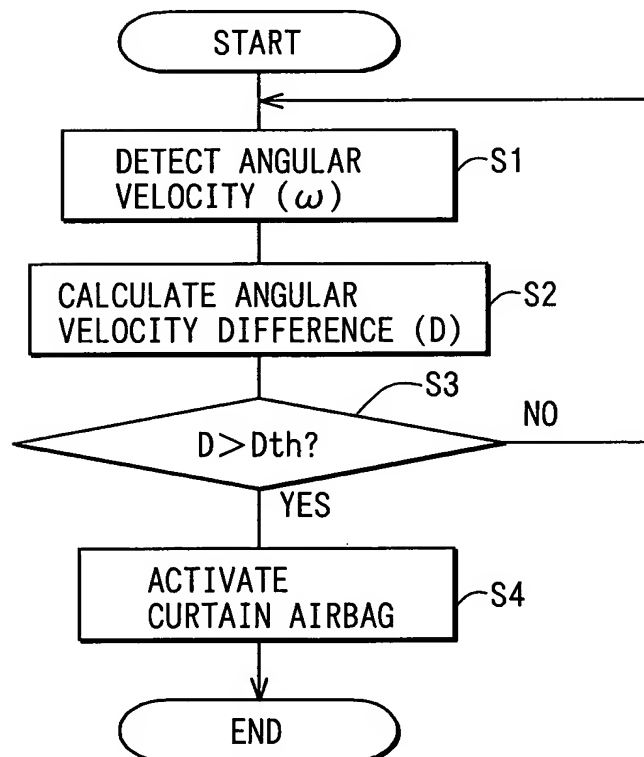 START
DETECT ANGULAR
VELOCITY (ω)
S1
CALCULATE ANGULAR
VELOCITY DIFFERENCE (D)
S2
S3
D>Dth?
NO
YES
ACTIVATE
CURTAIN AIRBAG
S4
END